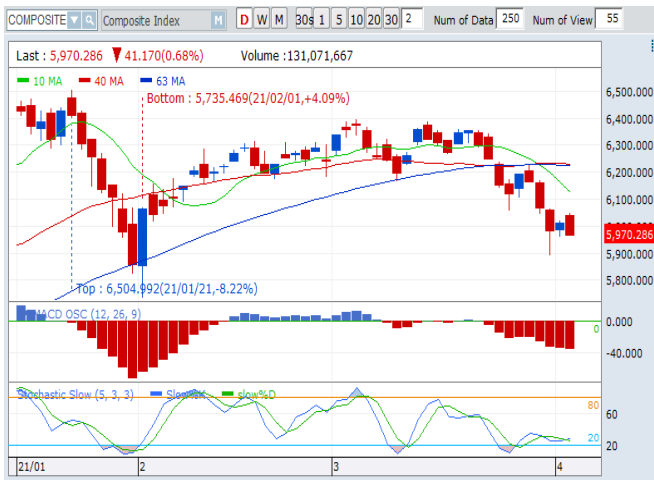 COMPOSITE Composite Index M D W M 30s 1 5 10 20 30 2 Num of Data 250 Num of View 55
Last : 5,970.286 ▼ 41.170(0.68%) Volume :131,071,667
10 MA 40 MA 63 MA
Bottom : 5,735.469(21/02/01,+4.09%)
6,500.000
6,400.000
6,300.000
6,200.000
6,100.000
5,970.286
5,900.000
5,800.000
Top : 6,504.992(21/01/21,-8.22%)
MACD OSC (12, 26, 9)
0 0.000
-40.000
Stochastic Slow (5, 3, 3) Slow%K slow%D
80
60
20 20
21/01 2 3 4